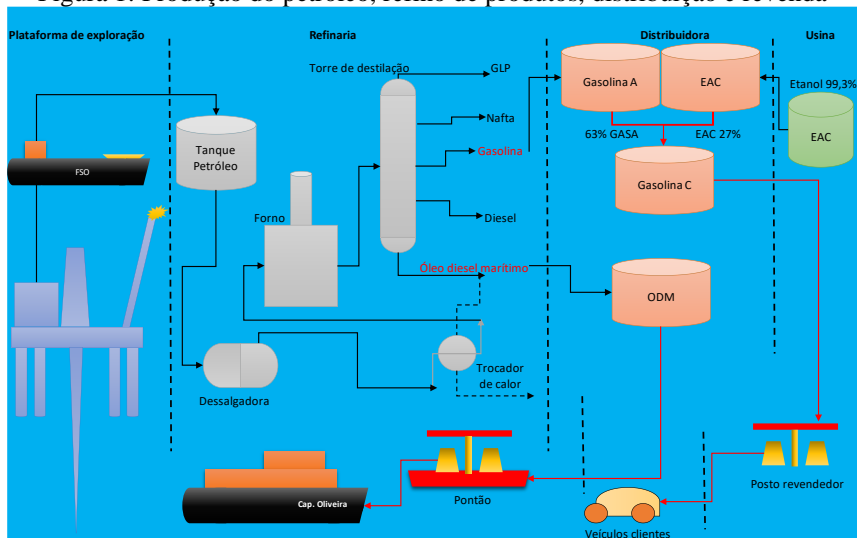 Figura 1: Produção do petróleo, refino de produtos, distribuição e revenda
Plataforma de exploração
Refinaria
Distribuidora
Usina
Torre de destilação
GLP
Gasolina A
EAC
Etanol 99,3%
Nafta
63% GASA
EAC 27%
EAC
Tanque
Petróleo
Gasolina
FSO
Gasolina C
Forno
Diesel
Óleo diesel marítimo
ODM
Trocador
de calor
Dessalgadora
Posto revendedor
Cap. Oliveira
Pontão
Veículos clientes